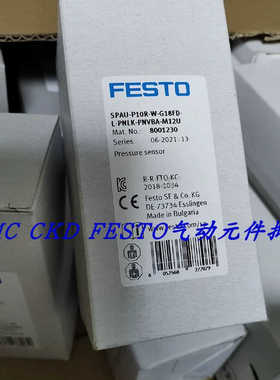 FESTO
SPAU-P10R-W-G18FD-
L-PNLK-PNVBA-M12U
Mat. No.: 8001230
Series 06-2021-13
Pressure sensor
R-R-FTO-KC
2018-1034
Festo SE & Co. KG
DE 73734 Esslingen
Made in Bulgaria
MC CKD FESTO气动元件批